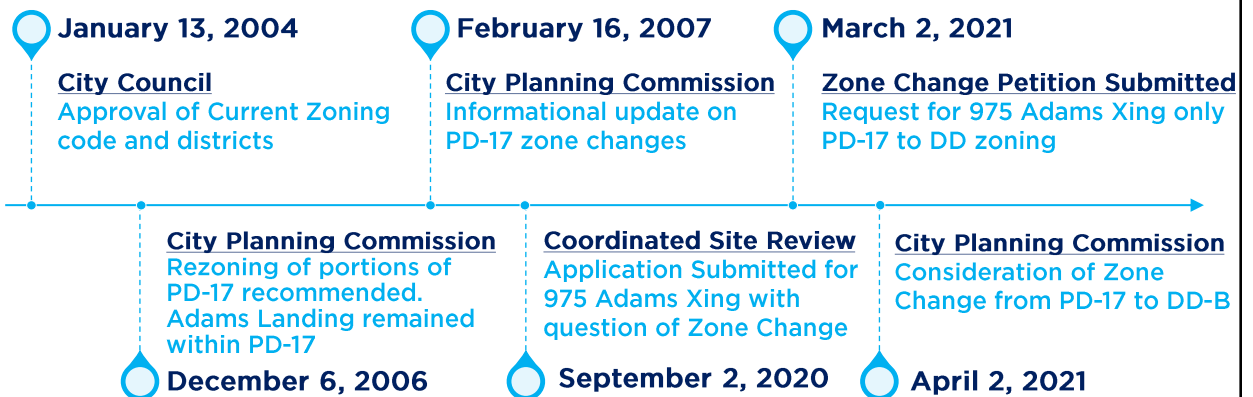 January 13, 2004
City Council
Approval of Current Zoning
code and districts
February 16, 2007
City Planning Commission
Informational update on
PD-17 zone changes
March 2, 2021
Zone Change Petition Submitted
Request for 975 Adams Xing only
PD-17 to DD zoning
City Planning Commission
Rezoning of portions of
PD-17 recommended.
Adams Landing remained
within PD-17
December 6, 2006
Coordinated Site Review
Application Submitted for
975 Adams Xing with
question of Zone Change
September 2, 2020
City Planning Commission
Consideration of Zone
Change from PD-17 to DD-B
April 2, 2021